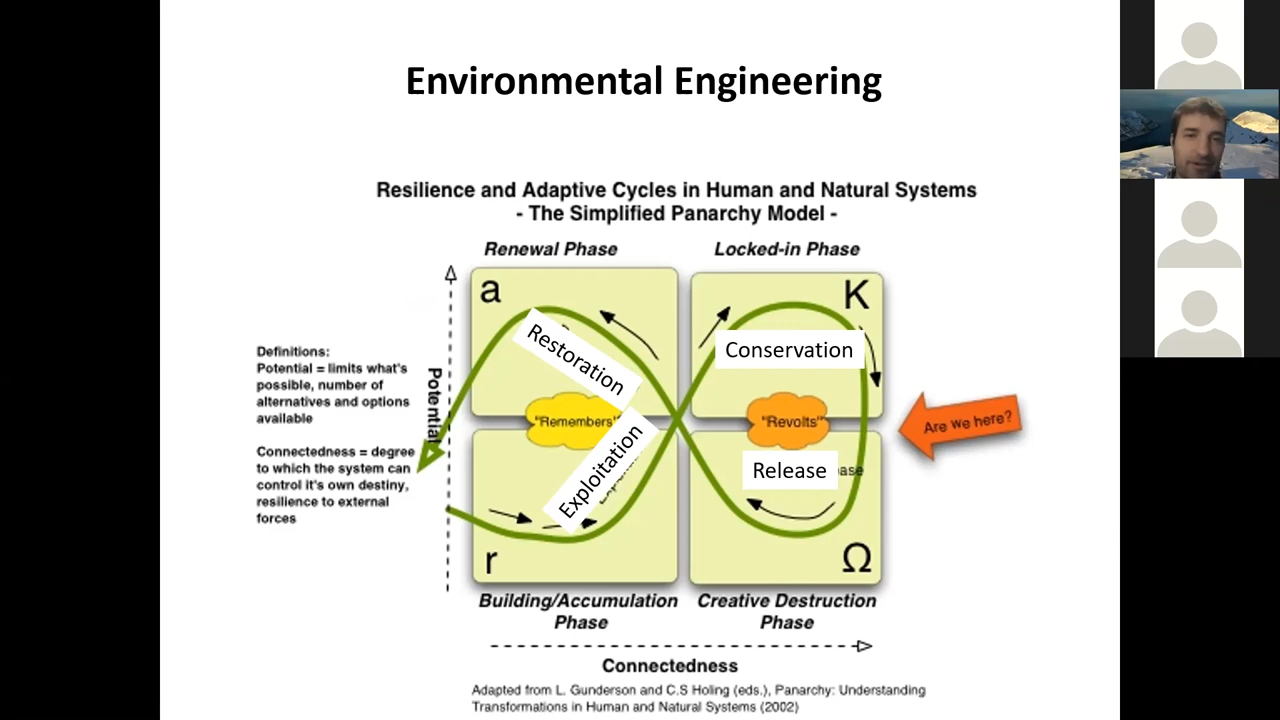 Environmental Engineering
Resilience and Adaptive Cycles in Human and Natural Systems
- The Simplified Panarchy Model -
Renewal Phase
Locked-in Phase
a
K
Restoration
Conservation
Definitions:
Potential = limits what's
possible, number of
alternatives and options
available
Connectedness = degree
to which the system can
control it's own destiny,
resilience to external
forces
Potential
"Remembers"
"Revolts"
Are we here?
Exploitation
Release
r
Ω
Building/Accumulation
Phase
Creative Destruction
Phase
Connectedness
Adapted from L. Gunderson and C.S Holling (eds.), Panarchy: Understanding
Transformations in Human and Natural Systems (2002)